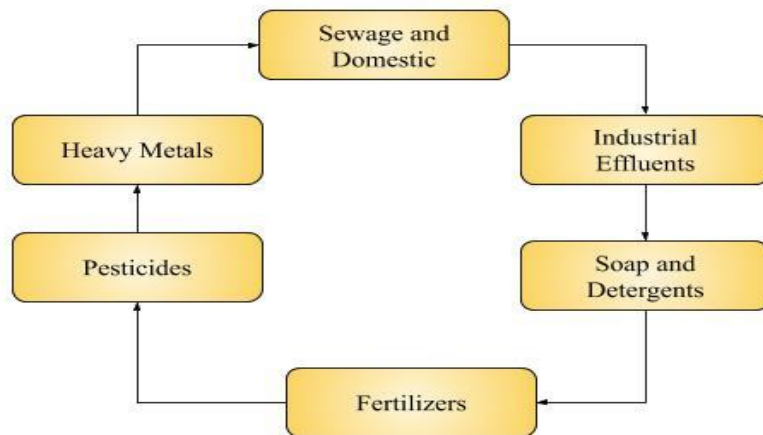 Sewage and
Domestic
Industrial
Effluents
Soap and
Detergents
Fertilizers
Pesticides
Heavy Metals